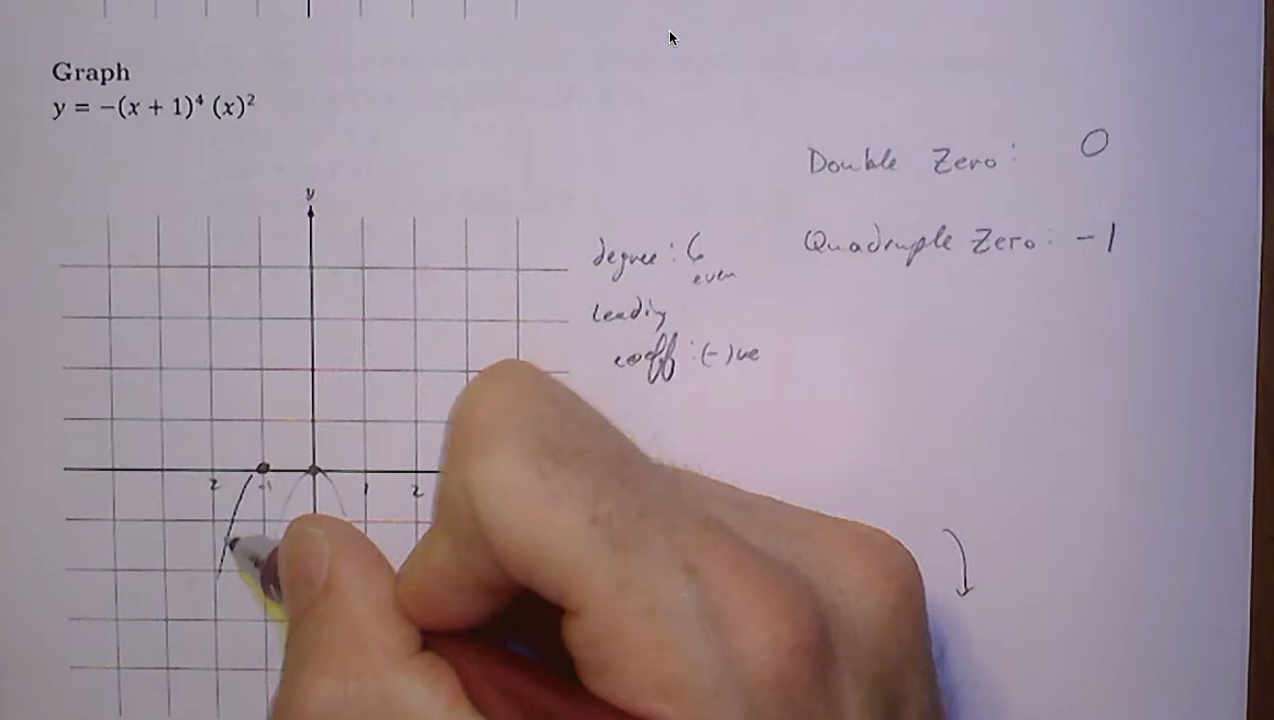 Graph
y = −(x + 1)⁴ (x)²
Double Zero: 0
Quadruple Zero: -1
degree: 6
even
leading
coeff: (-)ve
y
2 -1 1 2